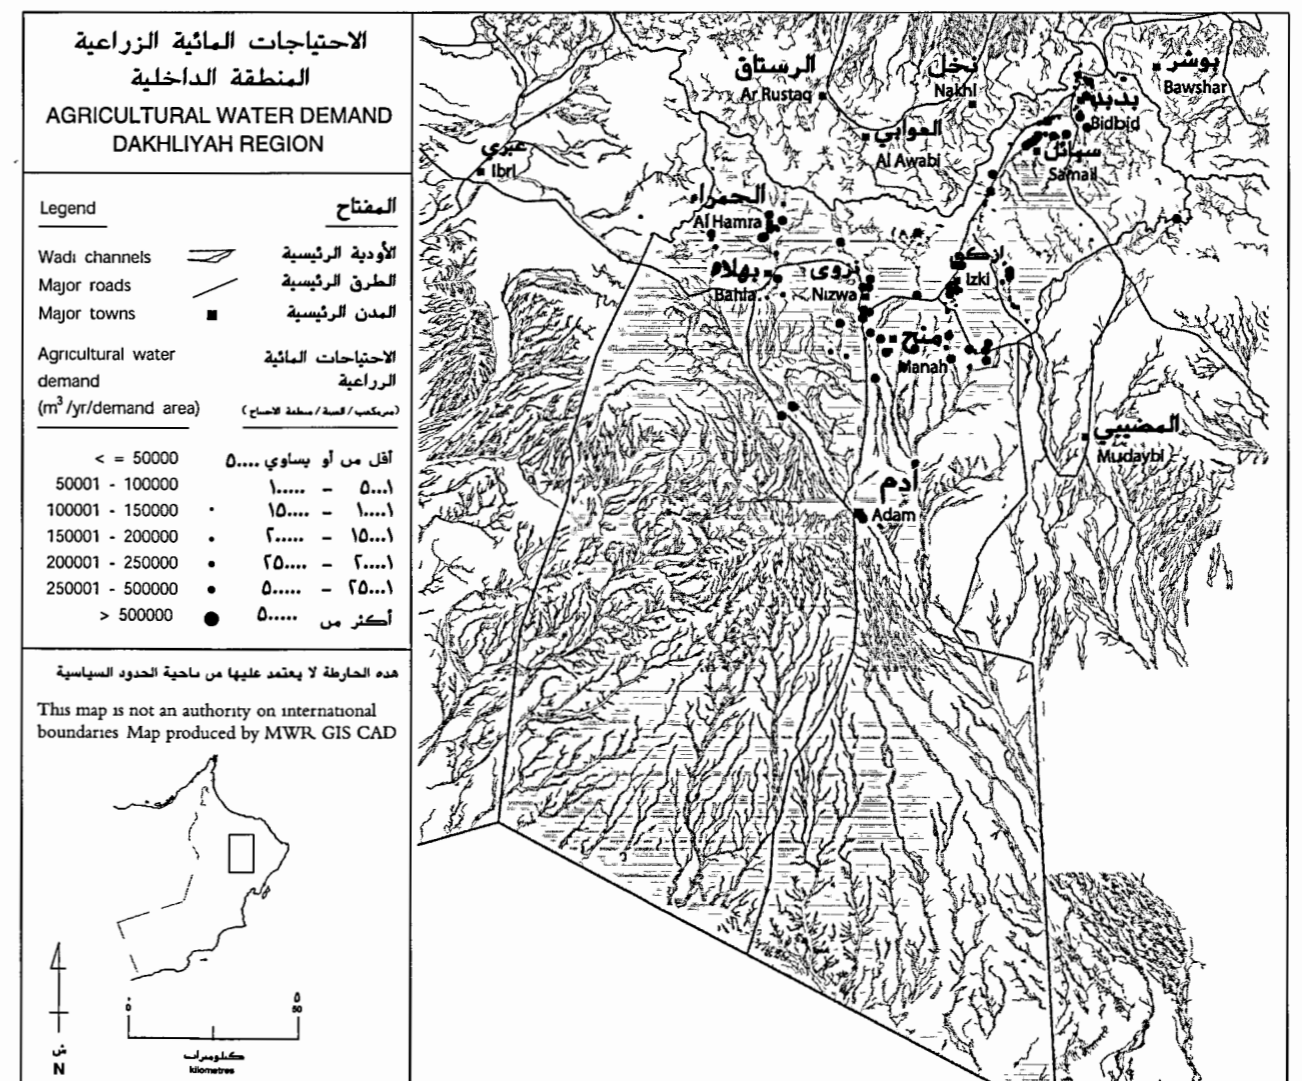 الاحتياجات المائية الزراعية
المنطقة الداخلية
AGRICULTURAL WATER DEMAND
DAKHLIYAH REGION
Legend المفتاح
Wadi channels الأودية الرئيسية
Major roads الطرق الرئيسية
Major towns المدن الرئيسية
Agricultural water الاحتياجات المائية
demand الزراعية
(m³/yr/demand area)
< = 50000 أقل من أو يساوي ٥٠٠٠٠
50001 - 100000 ٥٠٠٠١ - ١٠٠٠٠٠
100001 - 150000 ١٠٠٠٠١ - ١٥٠٠٠٠
150001 - 200000 ١٥٠٠٠١ - ٢٠٠٠٠٠
200001 - 250000 ٢٠٠٠٠١ - ٢٥٠٠٠٠
250001 - 500000 ٢٥٠٠٠١ - ٥٠٠٠٠٠
> 500000 أكثر من ٥٠٠٠٠٠
هذه الخارطة لا يعتمد عليها من ناحية الحدود السياسية
This map is not an authority on international
boundaries Map produced by MWR GIS CAD
٠ ٥٠
0 50
كيلومترات
kilometres
ش
N
الرستاق
Ar Rustaq
نخل
Nakhl
بوشر
Bawshar
بدبد
Bidbid
العوابي
Al Awabi
سمائل
Samail
عبري
Ibri
الحمراء
Al Hamra
بهلاء
Bahla
نزوى
Nizwa
ازكي
Izki
منح
Manah
المضيبي
Mudaybi
أدم
Adam